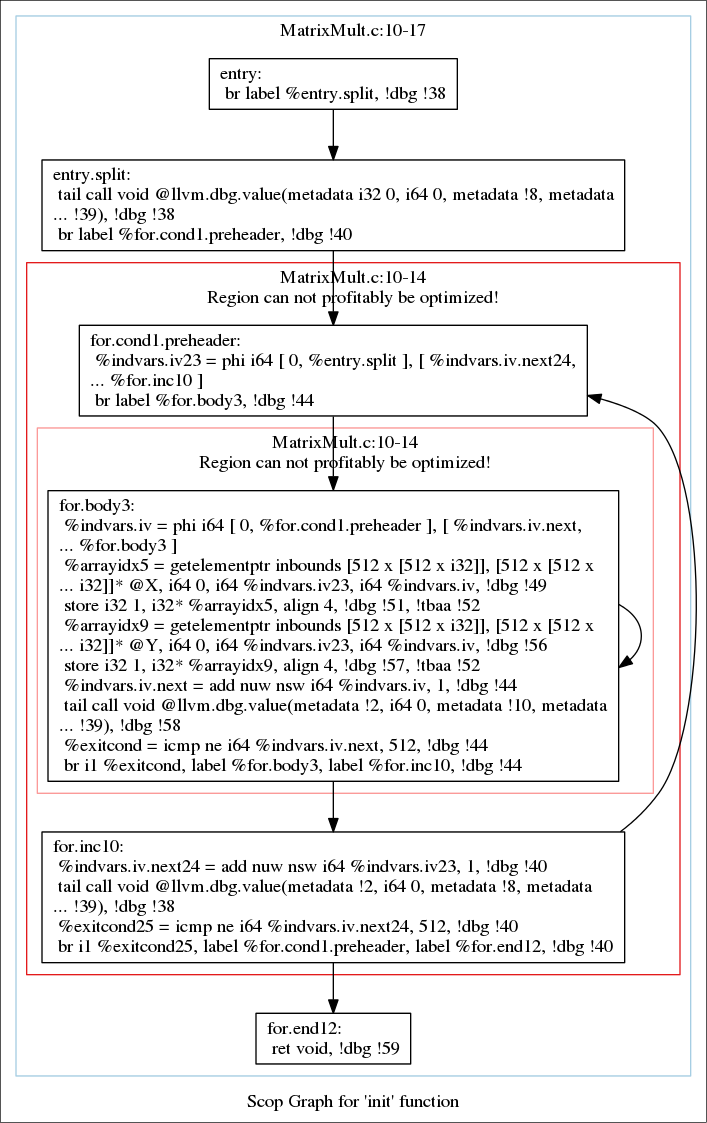 MatrixMult.c:10-17
entry:
br label %entry.split, !dbg !38
entry.split:
tail call void @llvm.dbg.value(metadata i32 0, i64 0, metadata !8, metadata
... !39), !dbg !38
br label %for.cond1.preheader, !dbg !40
MatrixMult.c:10-14
Region can not profitably be optimized!
for.cond1.preheader:
%indvars.iv23 = phi i64 [ 0, %entry.split ], [ %indvars.iv.next24,
... %for.inc10 ]
br label %for.body3, !dbg !44
MatrixMult.c:10-14
Region can not profitably be optimized!
for.body3:
%indvars.iv = phi i64 [ 0, %for.cond1.preheader ], [ %indvars.iv.next,
... %for.body3 ]
%arrayidx5 = getelementptr inbounds [512 x [512 x i32]], [512 x [512 x
... i32]]* @X, i64 0, i64 %indvars.iv23, i64 %indvars.iv, !dbg !49
store i32 1, i32* %arrayidx5, align 4, !dbg !51, !tbaa !52
%arrayidx9 = getelementptr inbounds [512 x [512 x i32]], [512 x [512 x
... i32]]* @Y, i64 0, i64 %indvars.iv23, i64 %indvars.iv, !dbg !56
store i32 1, i32* %arrayidx9, align 4, !dbg !57, !tbaa !52
%indvars.iv.next = add nuw nsw i64 %indvars.iv, 1, !dbg !44
tail call void @llvm.dbg.value(metadata !2, i64 0, metadata !10, metadata
... !39), !dbg !58
%exitcond = icmp ne i64 %indvars.iv.next, 512, !dbg !44
br i1 %exitcond, label %for.body3, label %for.inc10, !dbg !44
for.inc10:
%indvars.iv.next24 = add nuw nsw i64 %indvars.iv23, 1, !dbg !40
tail call void @llvm.dbg.value(metadata !2, i64 0, metadata !8, metadata
... !39), !dbg !38
%exitcond25 = icmp ne i64 %indvars.iv.next24, 512, !dbg !40
br i1 %exitcond25, label %for.cond1.preheader, label %for.end12, !dbg !40
for.end12:
ret void, !dbg !59
Scop Graph for 'init' function